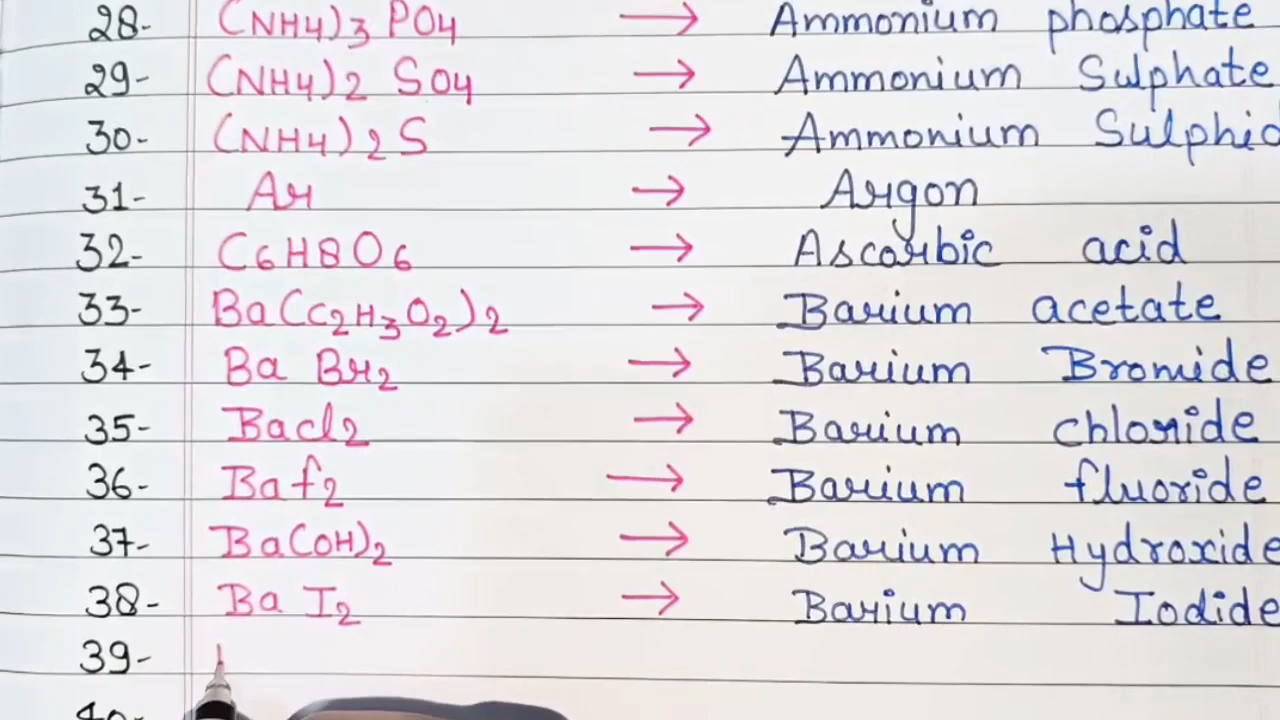 28- (NH4)3 PO4 → Ammonium phosphate
29- (NH4)2 SO4 → Ammonium Sulphate
30- (NH4)2 S → Ammonium Sulphid
31- Ar → Argon
32- C6H8O6 → Ascorbic acid
33- Ba(C2H3O2)2 → Barium acetate
34- Ba Br2 → Barium Bromide
35- Bacl2 → Barium chloride
36- Baf2 → Barium fluoride
37- Ba(OH)2 → Barium Hydroxide
38- Ba I2 → Barium Iodide
39-
40-